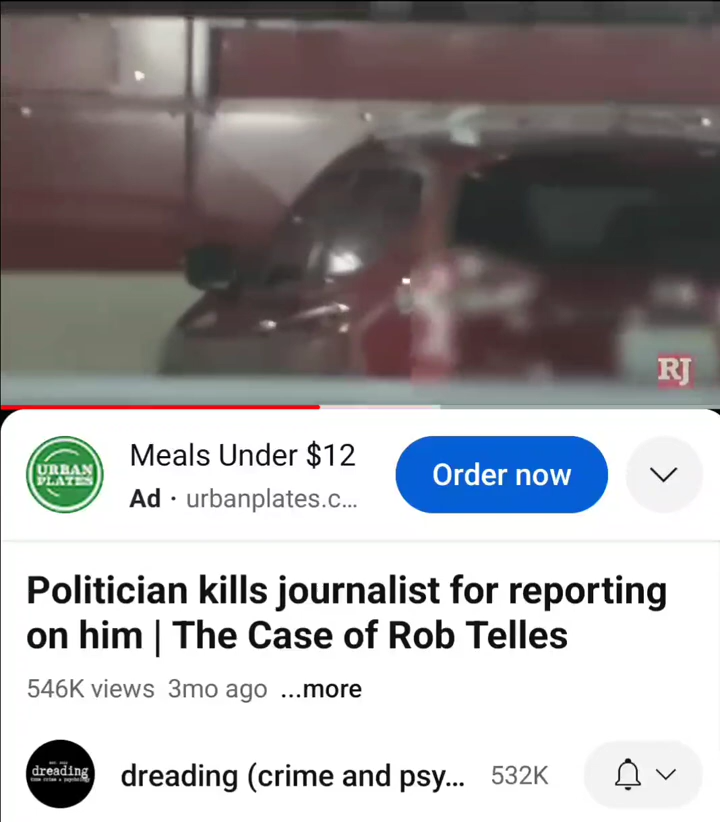 RJ
URBAN
PLATES
Meals Under $12
Ad · urbanplates.c...
Order now
Politician kills journalist for reporting
on him | The Case of Rob Telles
546K views 3mo ago ...more
dreading
dreading (crime and psy... 532K